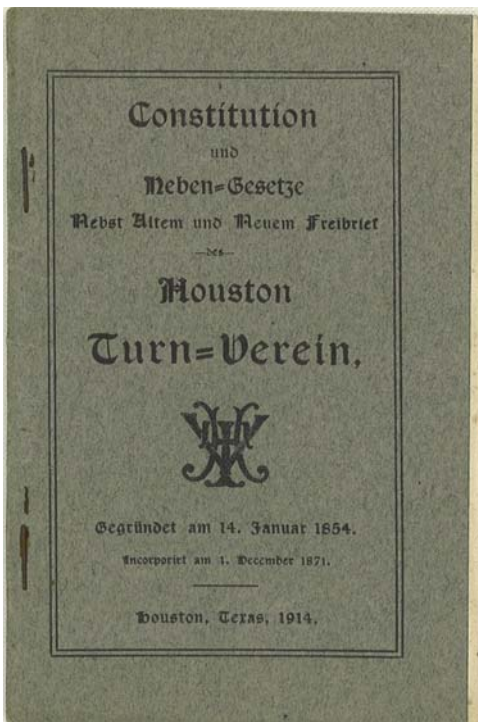 Constitution
und
Neben=Gesetze
Nebst Altem und Neuem Freibrief
—des—
Houston
Turn=Verein,
Gegründet am 14. Januar 1854.
Incorporirt am 1. December 1871.
Houston, Texas, 1914.